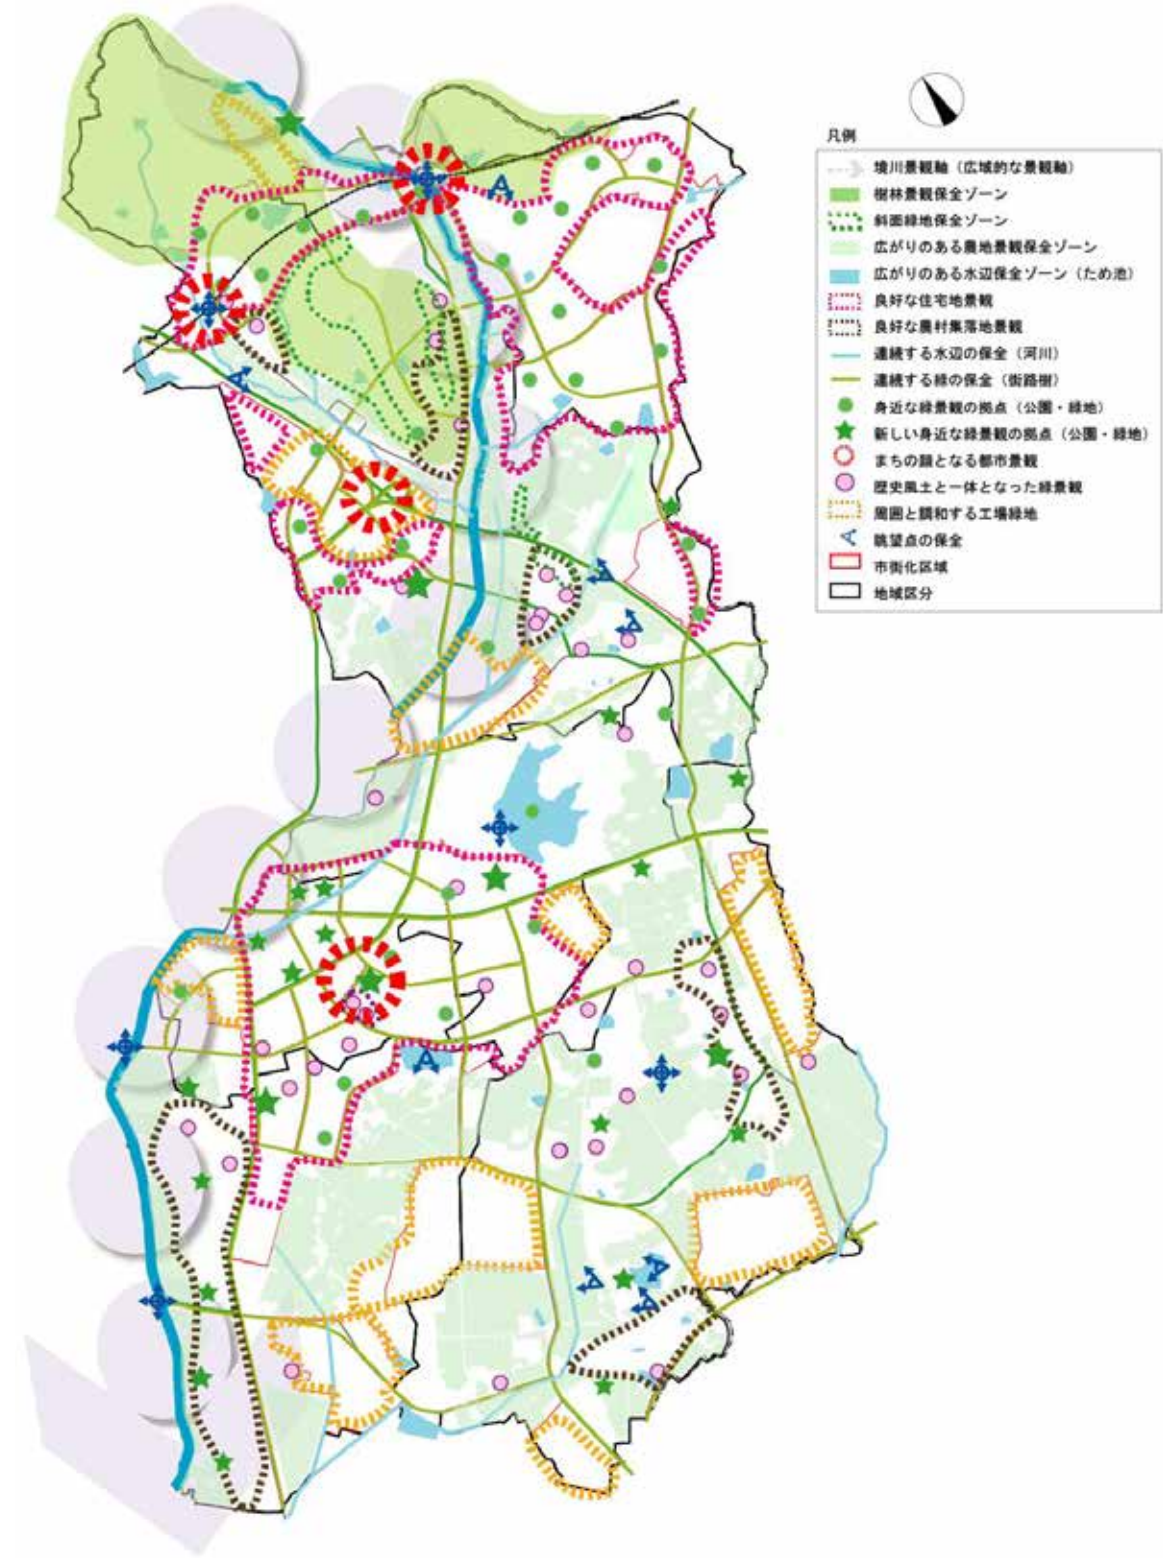 凡例
境川景観軸（広域的な景観軸）
樹林景観保全ゾーン
斜面緑地保全ゾーン
広がりのある農地景観保全ゾーン
広がりのある水辺保全ゾーン（ため池）
良好な住宅地景観
良好な農村集落地景観
連続する水辺の保全（河川）
連続する緑の保全（街路樹）
身近な緑景観の拠点（公園・緑地）
新しい身近な緑景観の拠点（公園・緑地）
まちの顔となる都市景観
歴史風土と一体となった緑景観
周囲と調和する工場緑地
眺望点の保全
市街化区域
地域区分